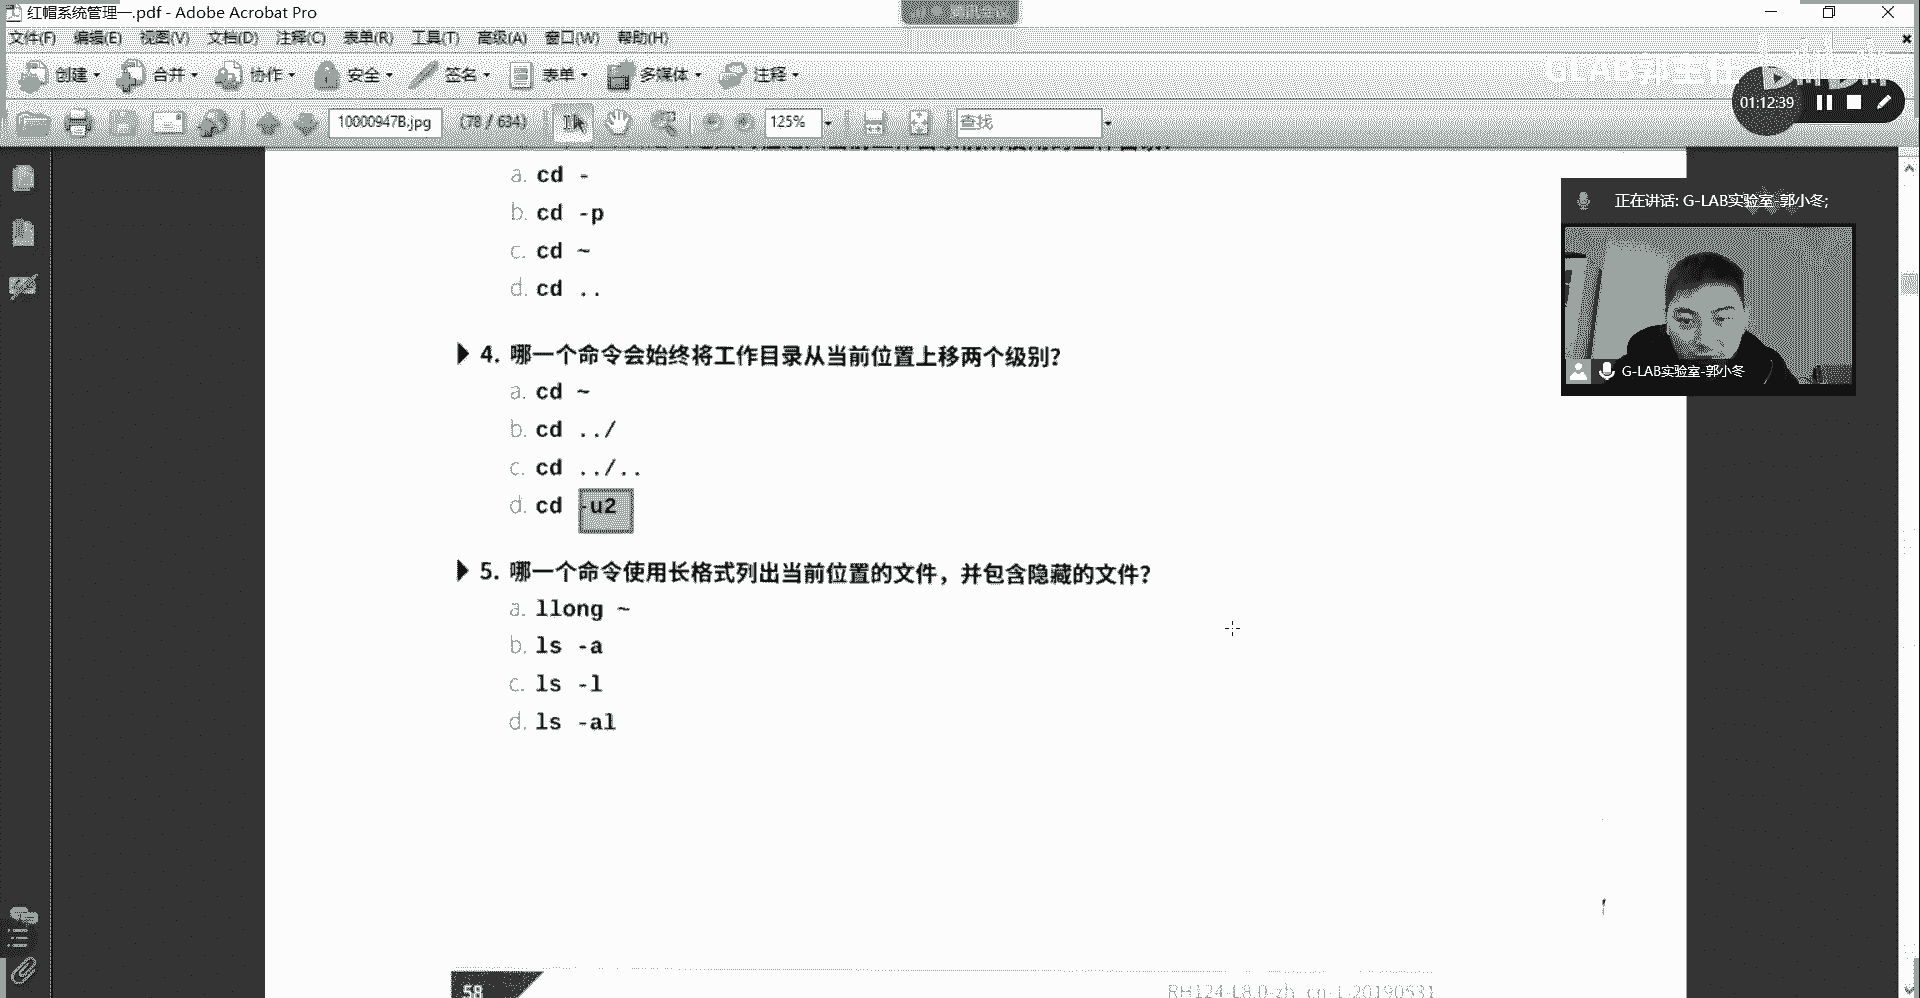 红帽系统管理一.pdf - Adobe Acrobat Pro
文件(F) 编辑(E) 视图(V) 文档(D) 注释(C) 表单(R) 工具(T) 高级(A) 窗口(W) 帮助(H)
创建 合并 协作 安全 签名 表单 多媒体 注释
GLAB郭主任
01:12:39
10000947B.jpg (78 / 634) 125% 查找
a. cd -
b. cd -p
c. cd ~
d. cd ..
正在讲话: G-LAB实验室-郭小冬;
G-LAB实验室-郭小冬
4. 哪一个命令会始终将工作目录从当前位置上移两个级别?
a. cd ~
b. cd ../
c. cd ../..
d. cd -u2
5. 哪一个命令使用长格式列出当前位置的文件，并包含隐藏的文件?
a. llong ~
b. ls -a
c. ls -l
d. ls -al
58
RH124-L8.0-zh_cn-1-20190531